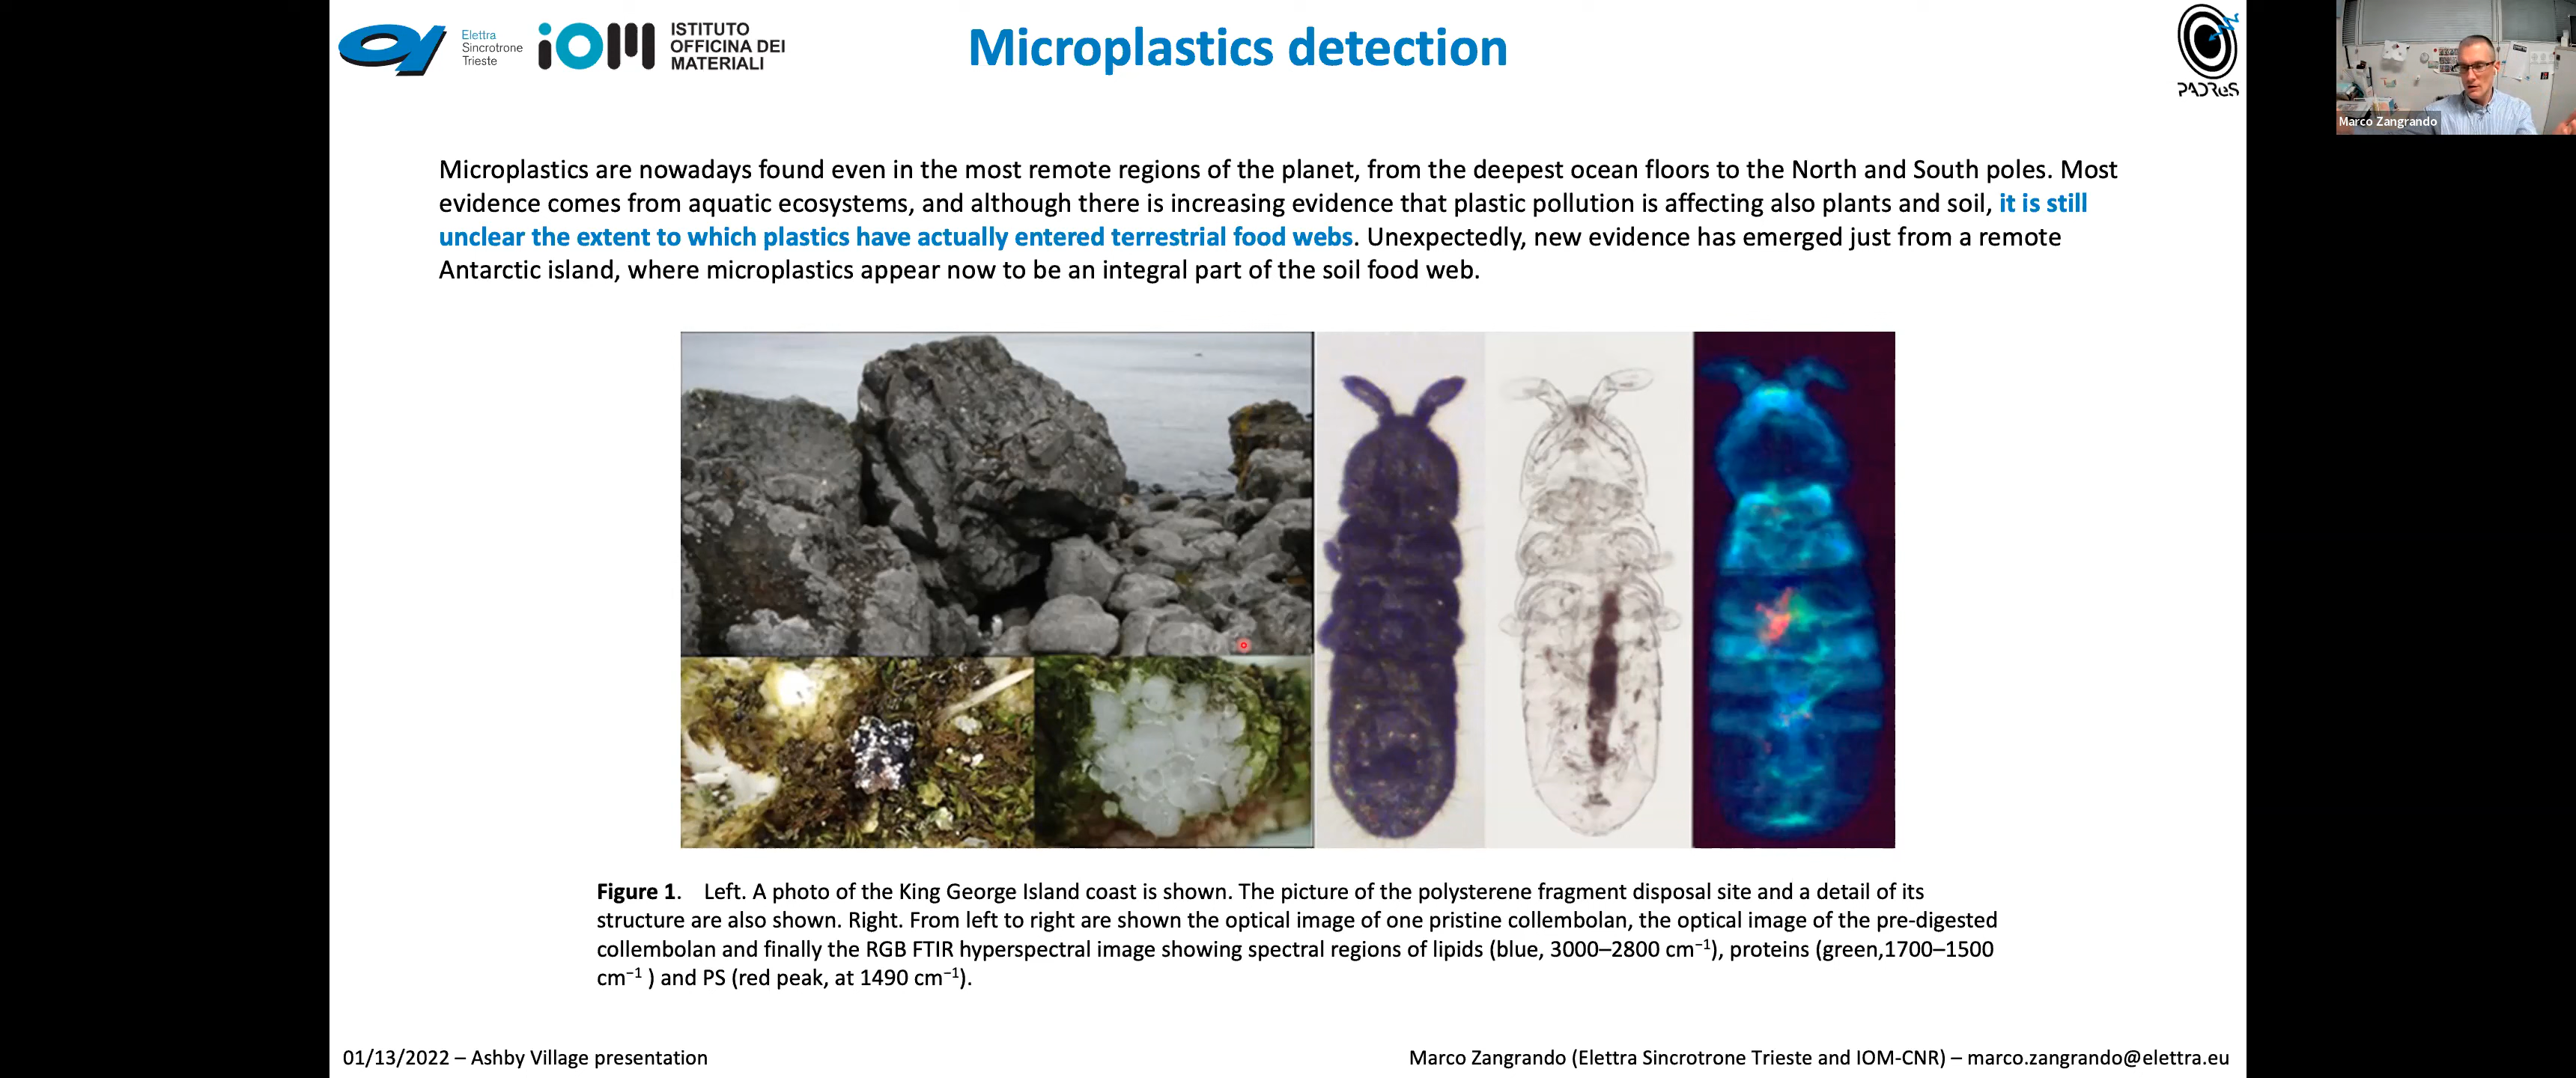 Elettra
Sincrotrone
Trieste
iOM
ISTITUTO
OFFICINA DEI
MATERIALI
Microplastics detection
PADReS
Marco Zangrando
Microplastics are nowadays found even in the most remote regions of the planet, from the deepest ocean floors to the North and South poles. Most
evidence comes from aquatic ecosystems, and although there is increasing evidence that plastic pollution is affecting also plants and soil, it is still
unclear the extent to which plastics have actually entered terrestrial food webs. Unexpectedly, new evidence has emerged just from a remote
Antarctic island, where microplastics appear now to be an integral part of the soil food web.
Figure 1. Left. A photo of the King George Island coast is shown. The picture of the polysterene fragment disposal site and a detail of its
structure are also shown. Right. From left to right are shown the optical image of one pristine collembolan, the optical image of the pre-digested
collembolan and finally the RGB FTIR hyperspectral image showing spectral regions of lipids (blue, 3000–2800 cm⁻¹), proteins (green,1700–1500
cm⁻¹ ) and PS (red peak, at 1490 cm⁻¹).
01/13/2022 – Ashby Village presentation
Marco Zangrando (Elettra Sincrotrone Trieste and IOM-CNR) – marco.zangrando@elettra.eu